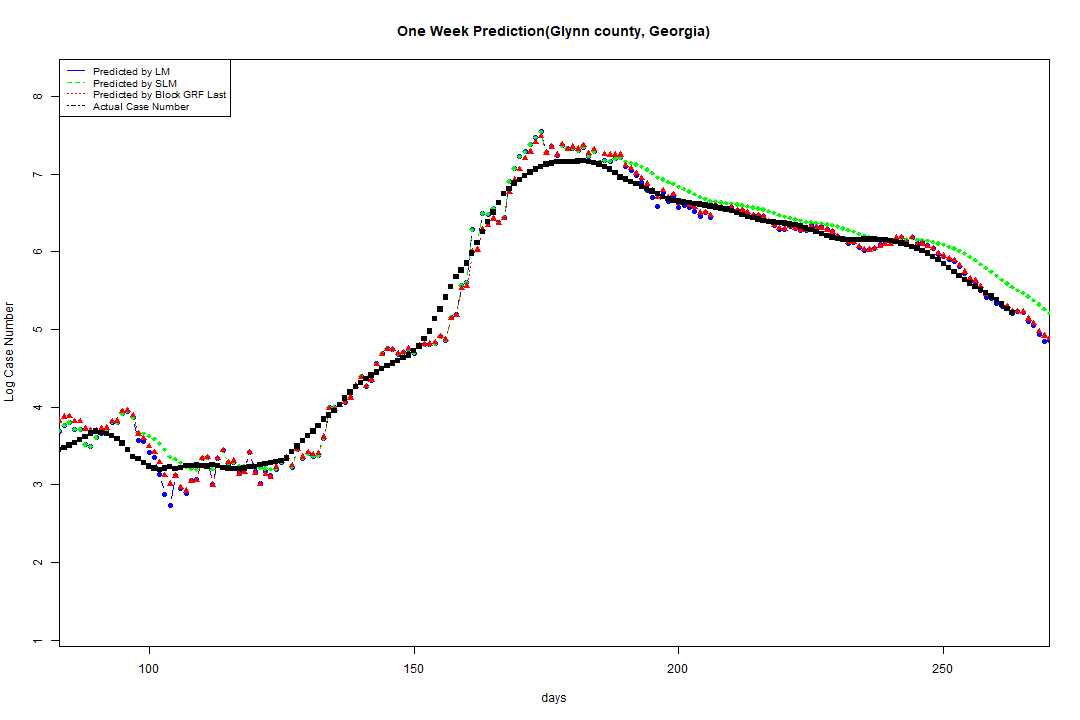 One Week Prediction(Glynn county, Georgia)
Predicted by LM
Predicted by SLM
Predicted by Block GRF Last
Actual Case Number
8
7
6
5
4
3
2
1
Log Case Number
100 150 200 250
days